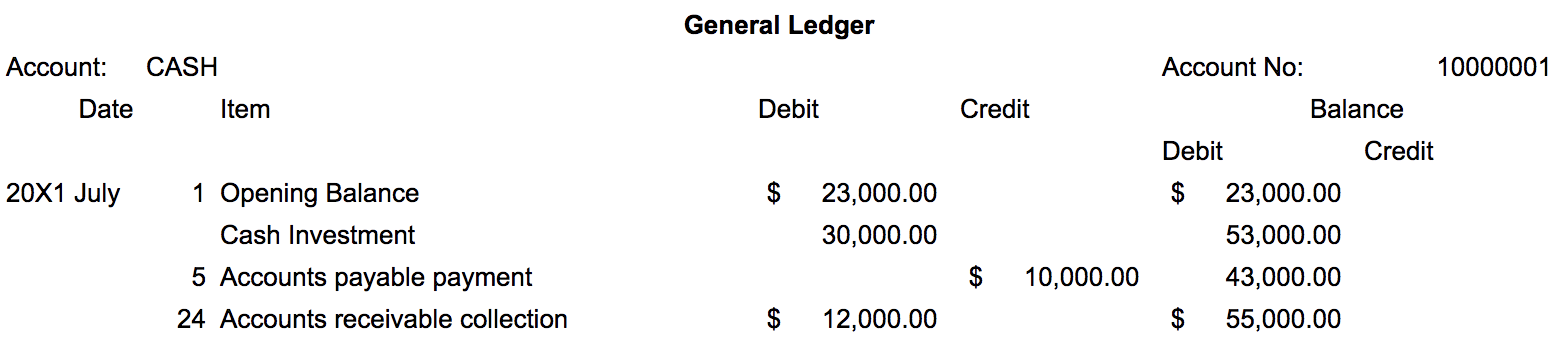 General Ledger
Account: CASH Account No: 10000001
Date Item Debit Credit Balance
Debit Credit
20X1 July 1 Opening Balance $ 23,000.00 $ 23,000.00
Cash Investment 30,000.00 53,000.00
5 Accounts payable payment $ 10,000.00 43,000.00
24 Accounts receivable collection $ 12,000.00 $ 55,000.00